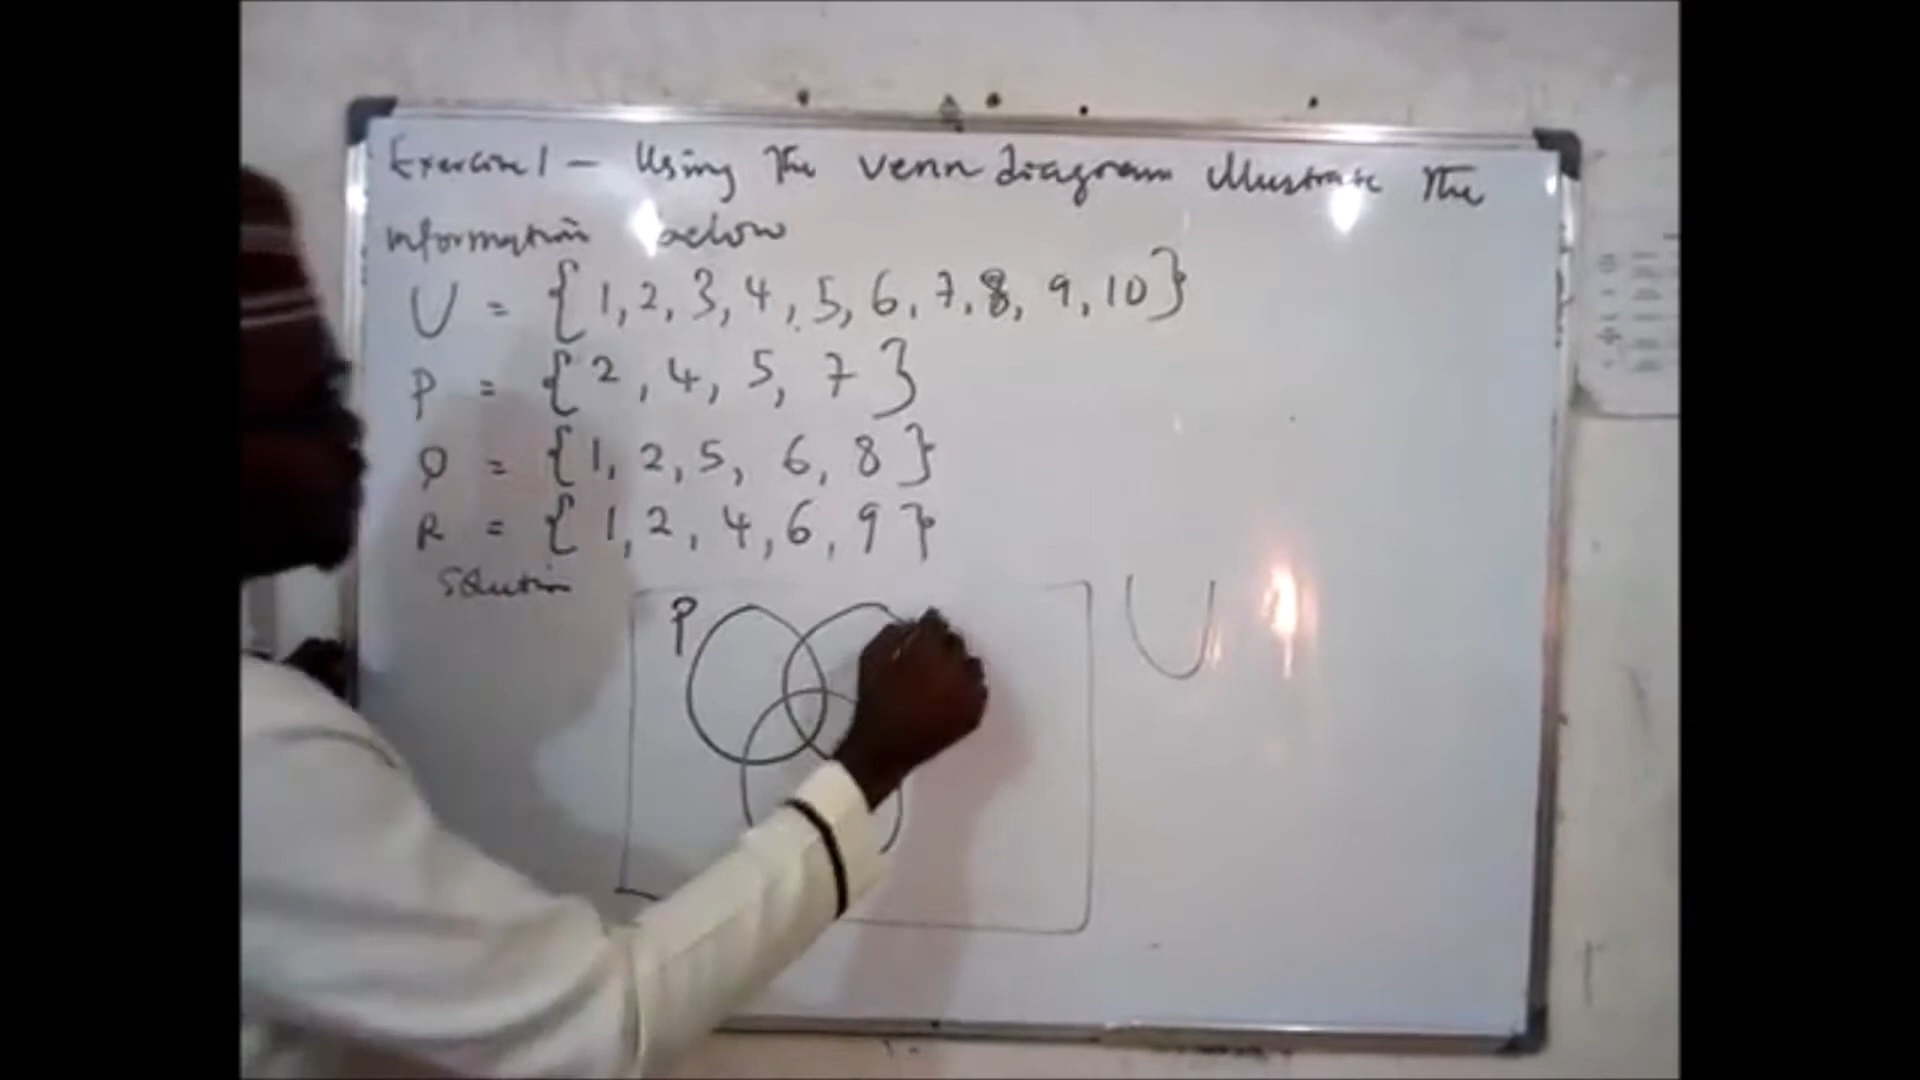 Exercise 1 - Using the venn diagram illustrate the
information below
U = {1,2,3,4,5,6,7,8,9,10}
P = {2,4,5,7}
Q = {1,2,5,6,8}
R = {1,2,4,6,9}
Solution
P
U